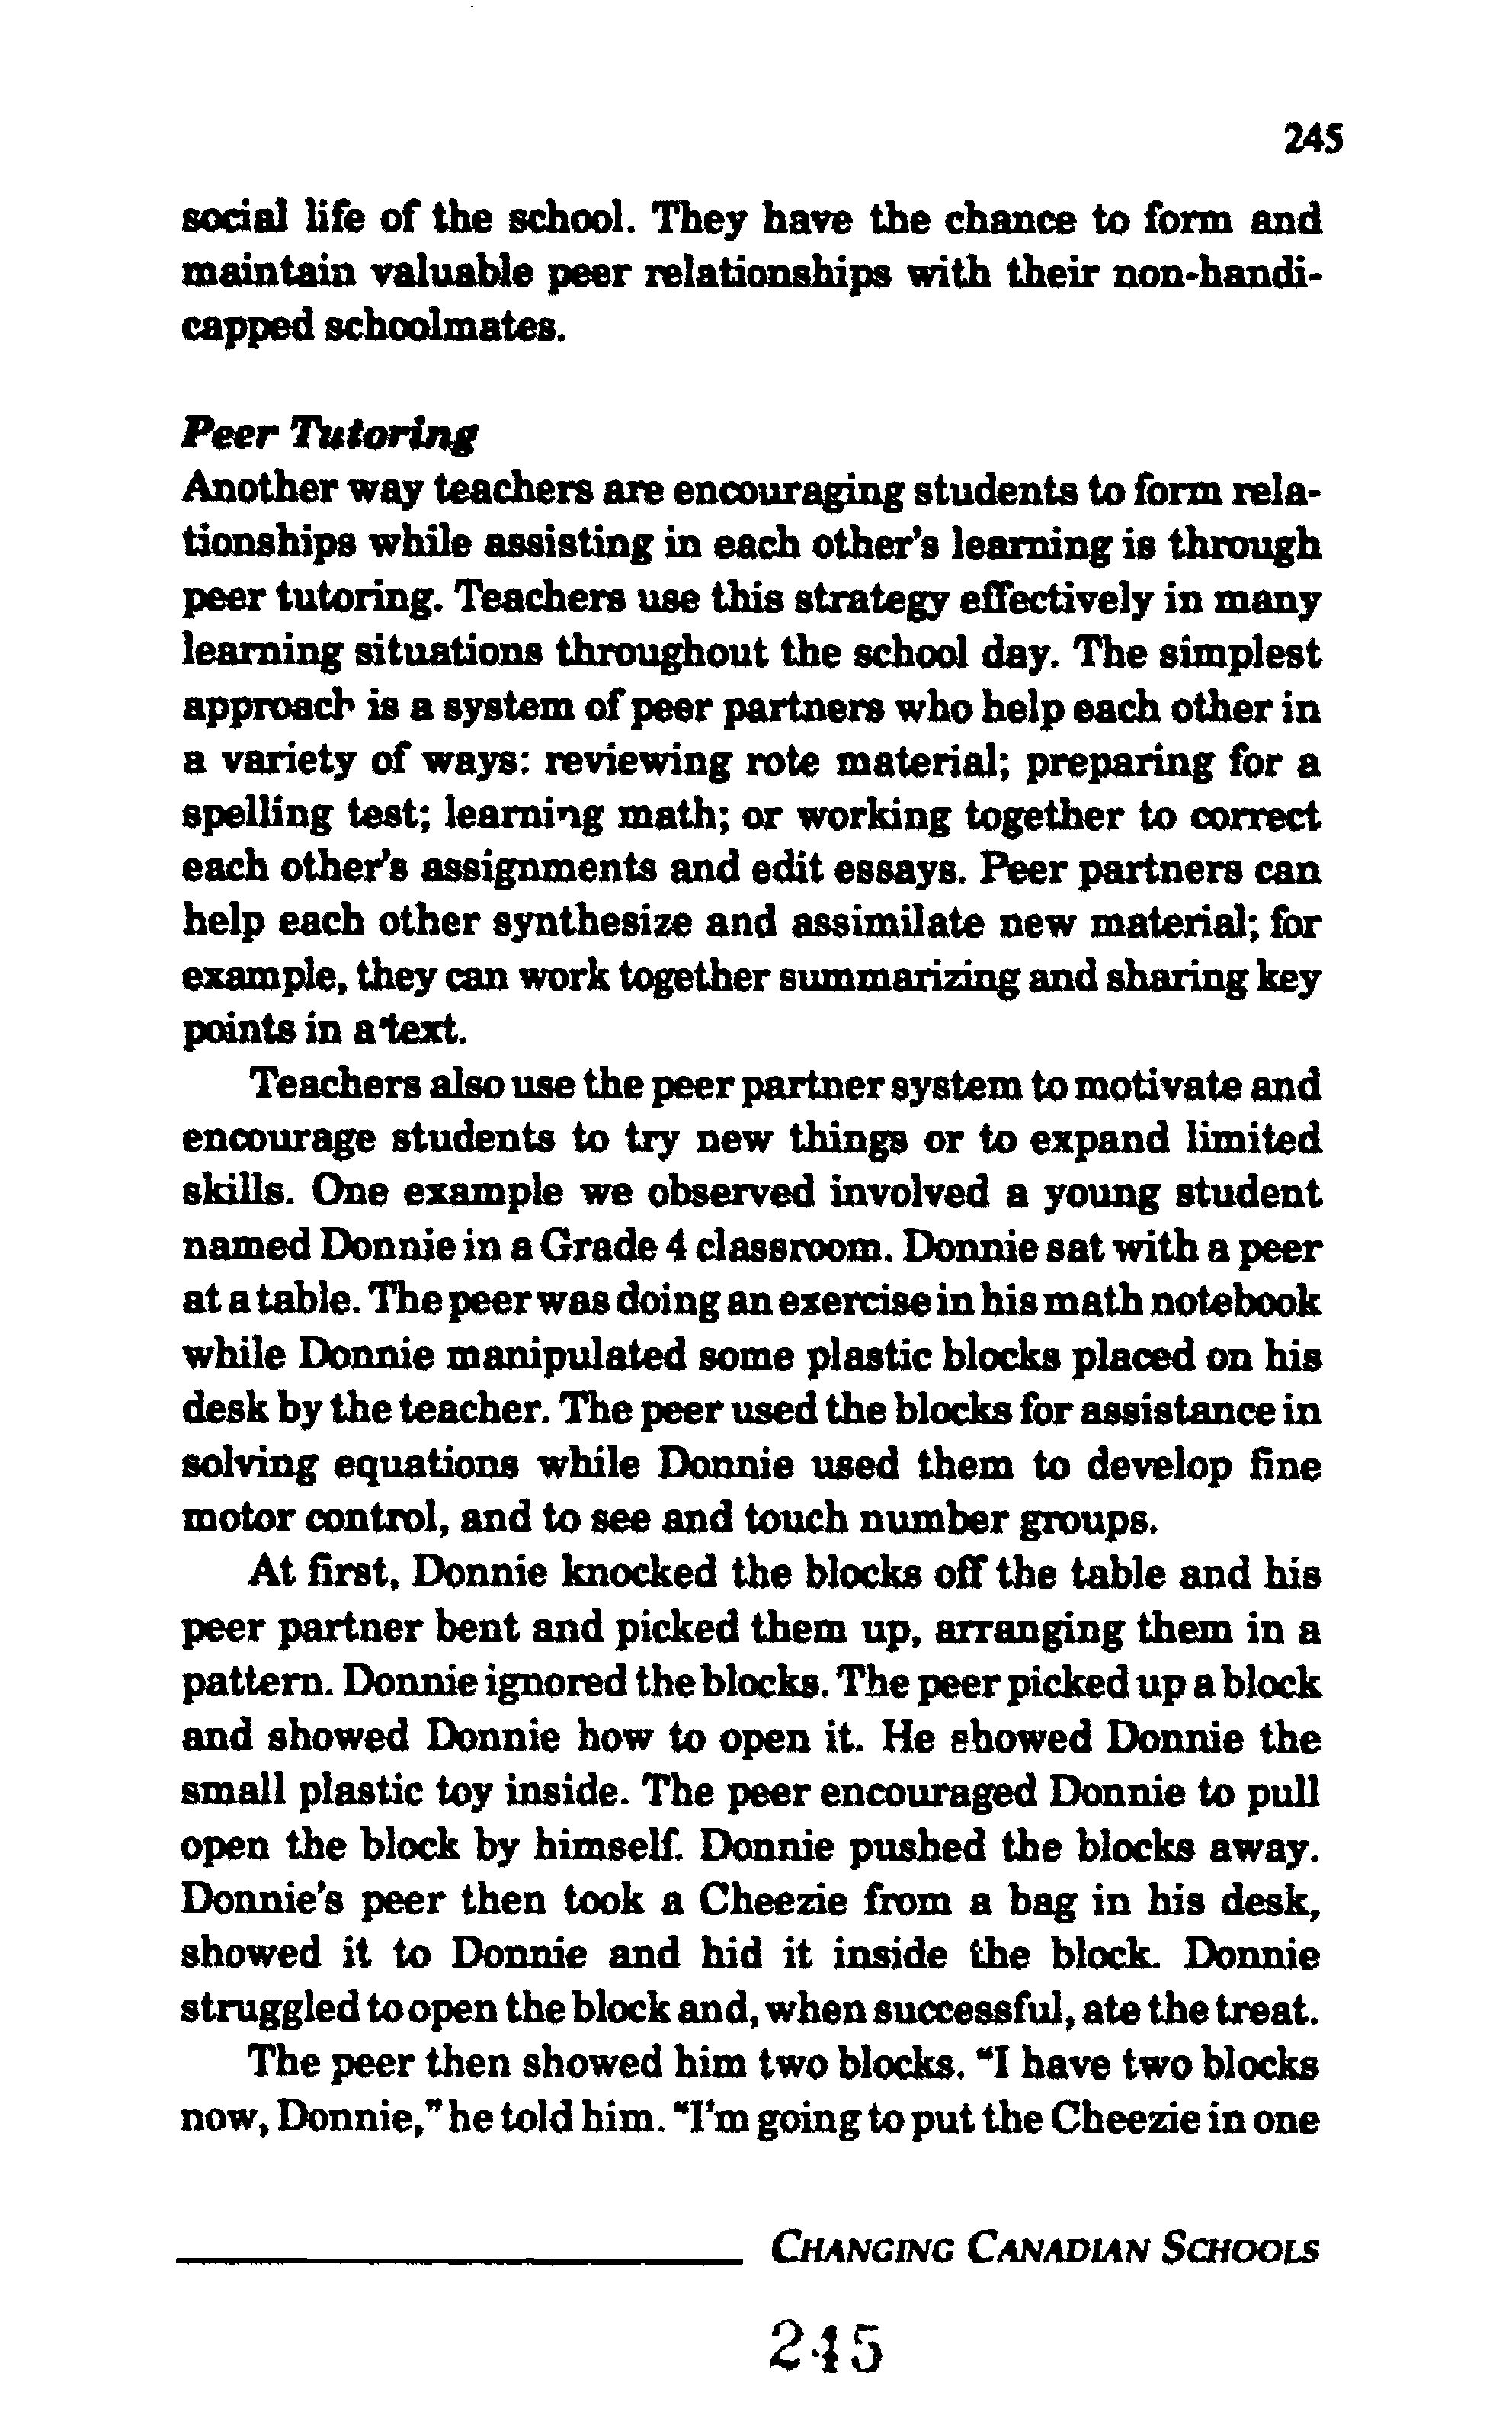 245
social life of the school. They have the chance to form and
maintain valuable peer relationships with their non-handi-
capped schoolmates.
Peer Tutoring
Another way teachers are encouraging students to form rela-
tionships while assisting in each other's learning is through
peer tutoring. Teachers use this strategy effectively in many
learning situations throughout the school day. The simplest
approach is a system of peer partners who help each other in
a variety of ways: reviewing rote material; preparing for a
spelling test; learning math; or working together to correct
each other's assignments and edit essays. Peer partners can
help each other synthesize and assimilate new material; for
example, they can work together summarizing and sharing key
points in a text.
Teachers also use the peer partner system to motivate and
encourage students to try new things or to expand limited
skills. One example we observed involved a young student
named Donnie in a Grade 4 classroom. Donnie sat with a peer
at a table. The peer was doing an exercise in his math notebook
while Donnie manipulated some plastic blocks placed on his
desk by the teacher. The peer used the blocks for assistance in
solving equations while Donnie used them to develop fine
motor control, and to see and touch number groups.
At first, Donnie knocked the blocks off the table and his
peer partner bent and picked them up, arranging them in a
pattern. Donnie ignored the blocks. The peer picked up a block
and showed Donnie how to open it. He showed Donnie the
small plastic toy inside. The peer encouraged Donnie to pull
open the block by himself. Donnie pushed the blocks away.
Donnie's peer then took a Cheezie from a bag in his desk,
showed it to Donnie and hid it inside the block. Donnie
struggled to open the block and, when successful, ate the treat.
The peer then showed him two blocks. "I have two blocks
now, Donnie," he told him. "I'm going to put the Cheezie in one
CHANGING CANADIAN SCHOOLS
245